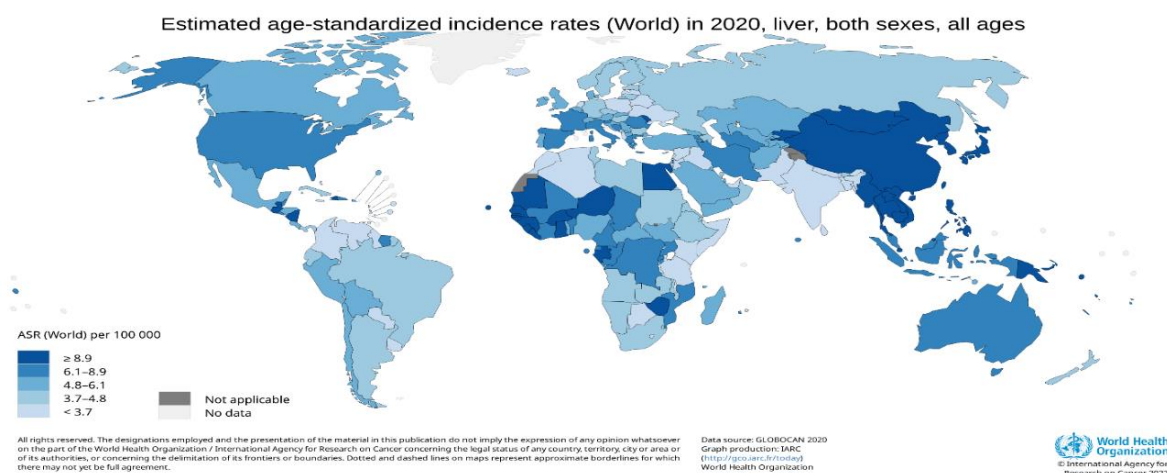 Estimated age-standardized incidence rates (World) in 2020, liver, both sexes, all ages
ASR (World) per 100 000
≥ 8.9
6.1–8.9
4.8–6.1
3.7–4.8
< 3.7
Not applicable
No data
All rights reserved. The designations employed and the presentation of the material in this publication do not imply the expression of any opinion whatsoever
on the part of the World Health Organization / International Agency for Research on Cancer concerning the legal status of any country, territory, city or area or
of its authorities, or concerning the delimitation of its frontiers or boundaries. Dotted and dashed lines on maps represent approximate borderlines for which
there may not yet be full agreement.
Data source: GLOBOCAN 2020
Graph production: IARC
(http://gco.iarc.fr/today)
World Health Organization
World Health
Organization
© International Agency for
Research on Cancer